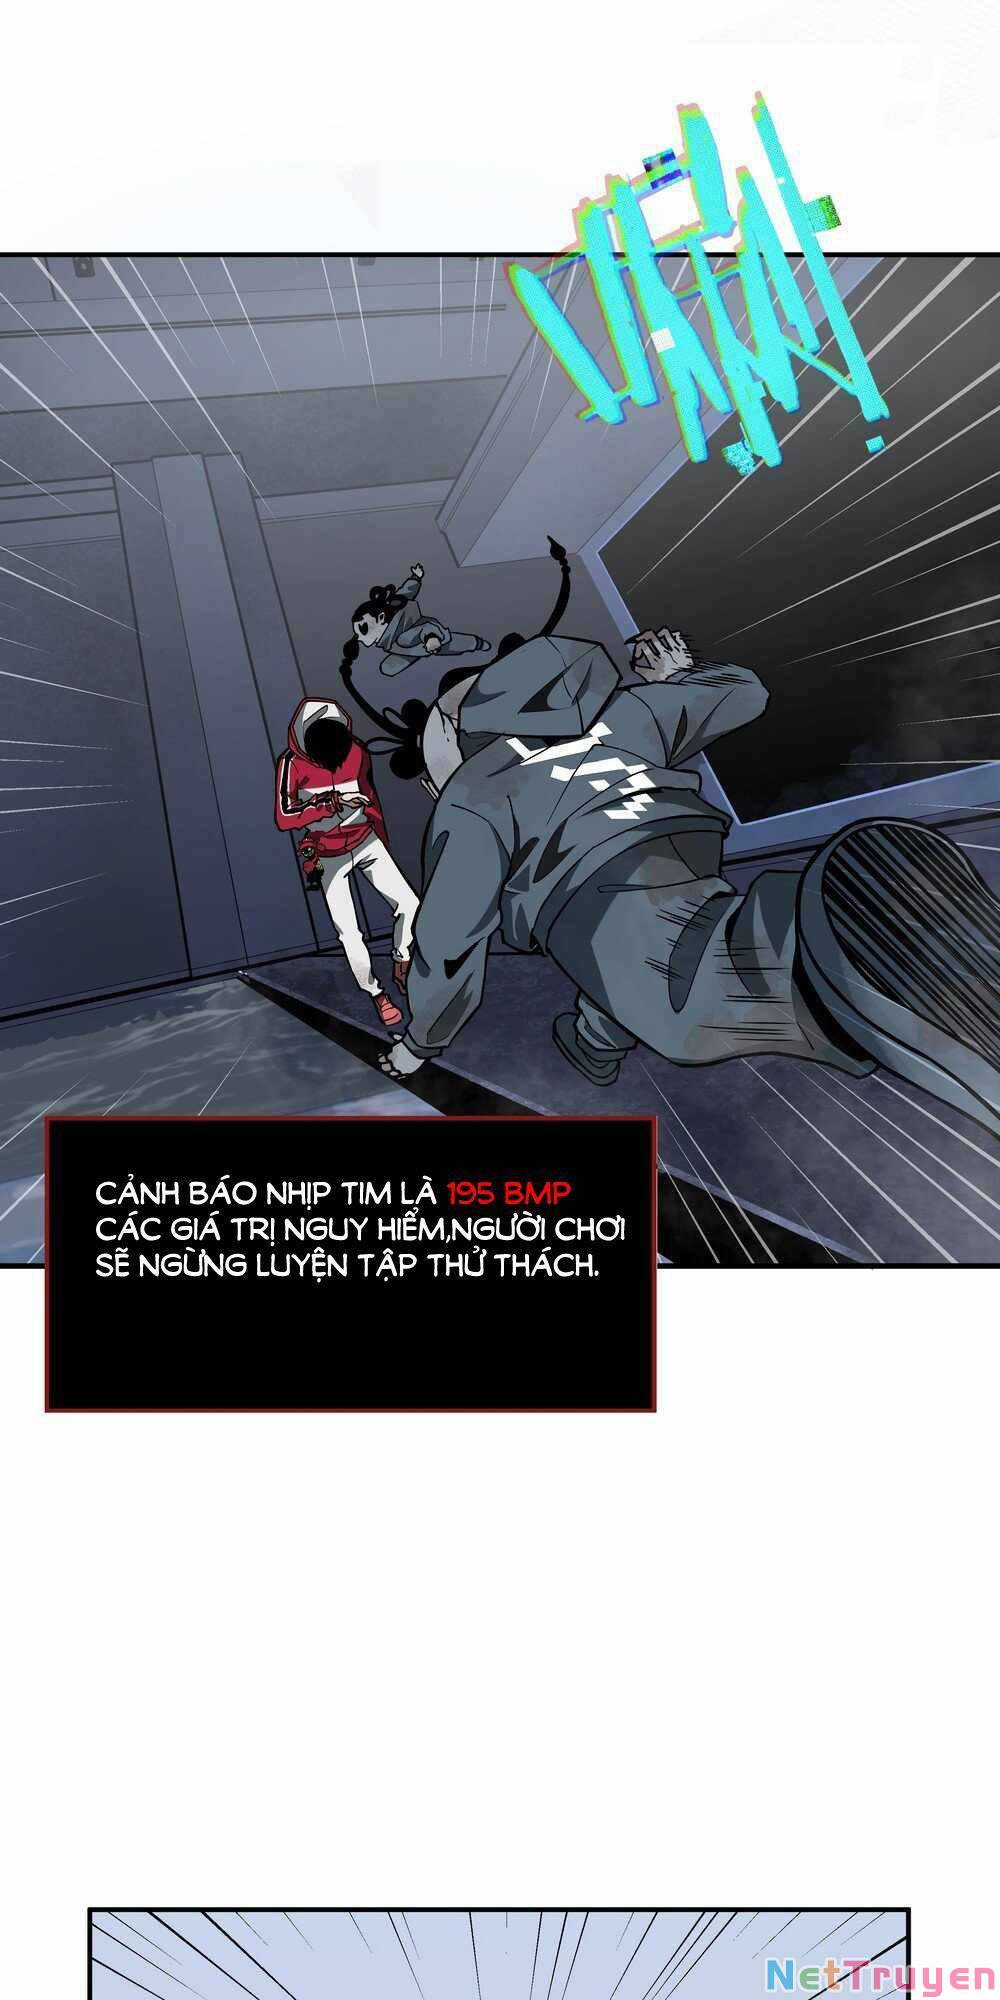 CẢNH BÁO NHỊP TIM LÀ 195 BMP
CÁC GIÁ TRỊ NGUY HIỂM,NGƯỜI CHƠI
SẼ NGỪNG LUYỆN TẬP THỬ THÁCH.
NetTruyen